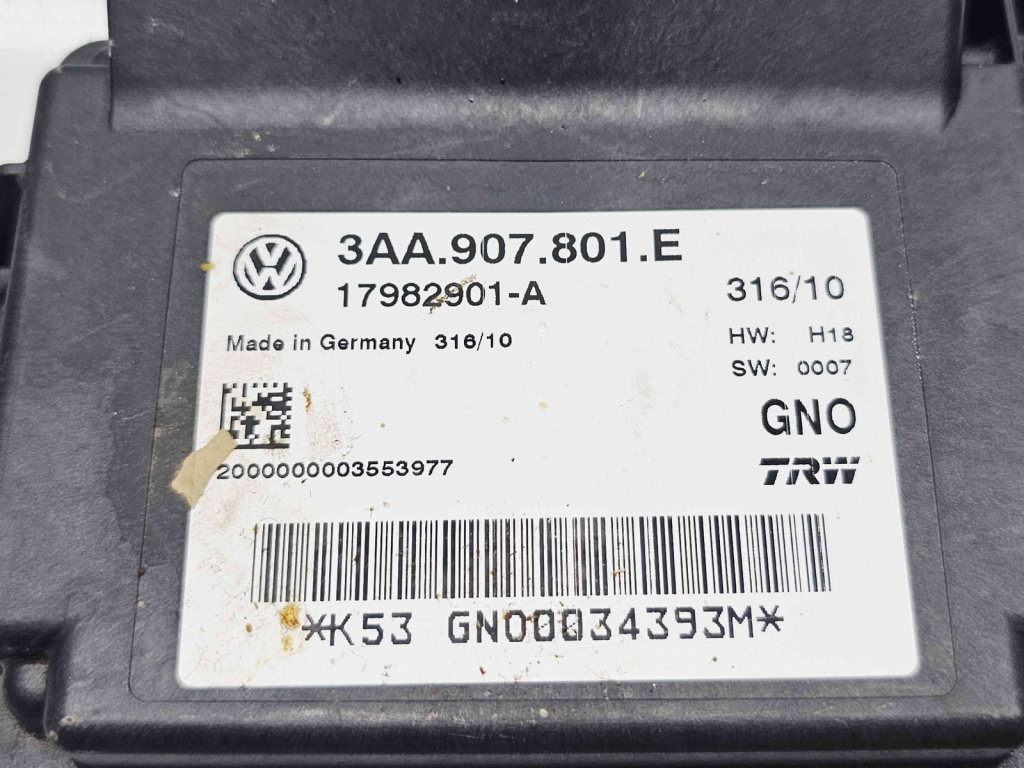 3AA.907.801.E
17982901-A
316/10
Made in Germany 316/10
HW: H18
SW: 0007
GNO
TRW
2000000003553977
*K53 GNO00034393M*